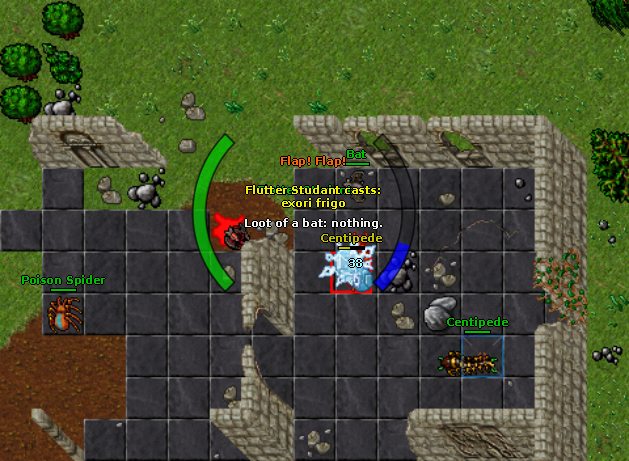 Bat
Flap! Flap!
Flutter Studant casts:
exori frigo
Loot of a bat: nothing.
Centipede
38
Poison Spider
Centipede